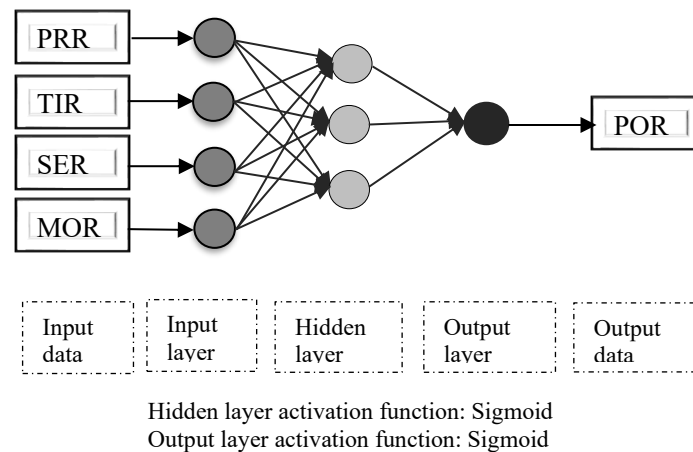 PRR
TIR
SER
MOR
POR
Input
data
Input
layer
Hidden
layer
Output
layer
Output
data
Hidden layer activation function: Sigmoid
Output layer activation function: Sigmoid